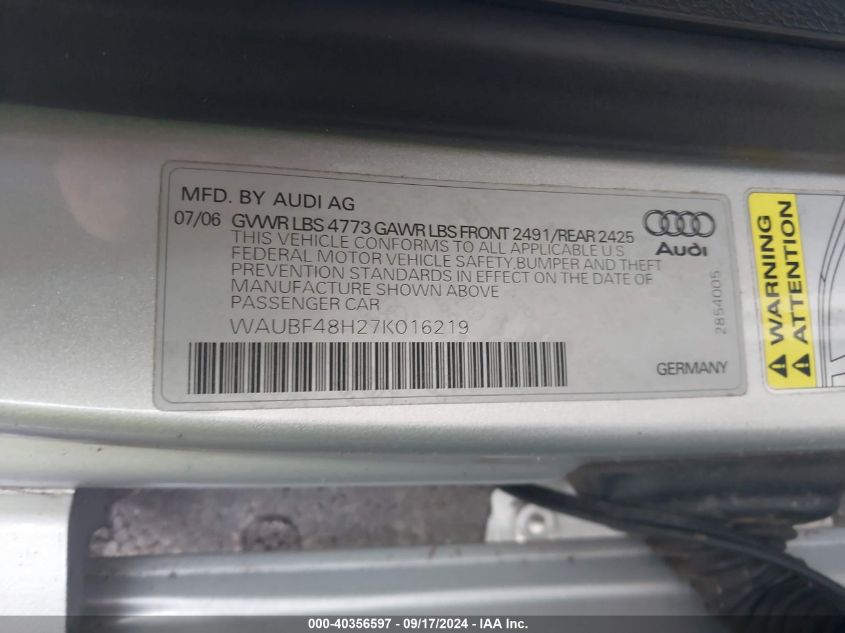 MFD. BY AUDI AG
07/06 GVWR LBS 4773 GAWR LBS FRONT 2491/REAR 2425
THIS VEHICLE CONFORMS TO ALL APPLICABLE U S
FEDERAL MOTOR VEHICLE SAFETY,BUMPER AND THEFT
PREVENTION STANDARDS IN EFFECT ON THE DATE OF
MANUFACTURE SHOWN ABOVE
PASSENGER CAR
WAUBF48H27K016219
Audi
2854005
GERMANY
WARNING
ATTENTION
000-40356597 - 09/17/2024 - IAA Inc.